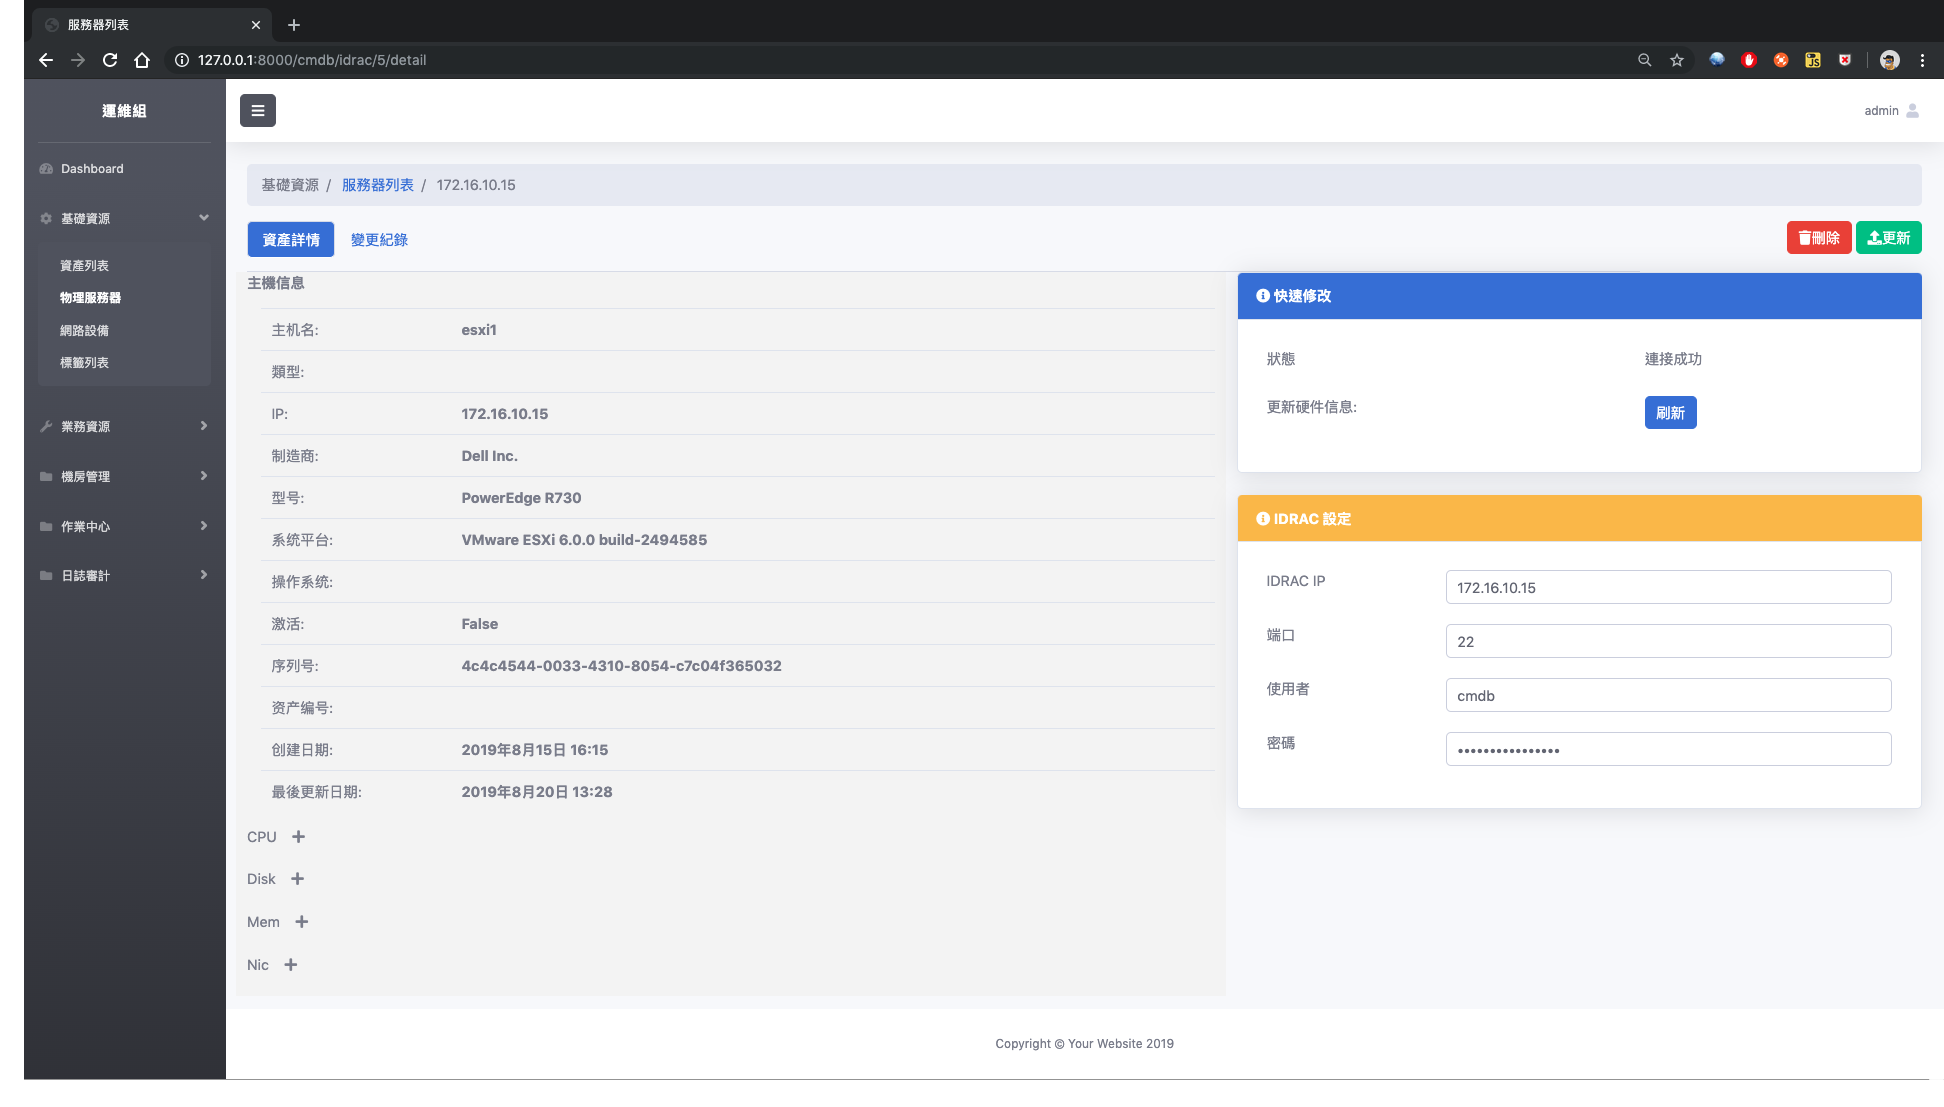 服務器列表
127.0.0.1:8000/cmdb/idrac/5/detail
JS
運維組
admin
Dashboard
基礎資源
資產列表
物理服務器
網路設備
標籤列表
業務資源
機房管理
作業中心
日誌審計
基礎資源 / 服務器列表 / 172.16.10.15
資產詳情 變更紀錄
刪除 更新
主機信息
主机名: esxi1
類型:
IP: 172.16.10.15
制造商: Dell Inc.
型号: PowerEdge R730
系统平台: VMware ESXi 6.0.0 build-2494585
操作系统:
激活: False
序列号: 4c4c4544-0033-4310-8054-c7c04f365032
资产编号:
创建日期: 2019年8月15日 16:15
最後更新日期: 2019年8月20日 13:28
CPU
Disk
Mem
Nic
快速修改
狀態 連接成功
更新硬件信息: 刷新
IDRAC 設定
IDRAC IP 172.16.10.15
端口 22
使用者 cmdb
密碼 ••••••••••••••••
Copyright © Your Website 2019